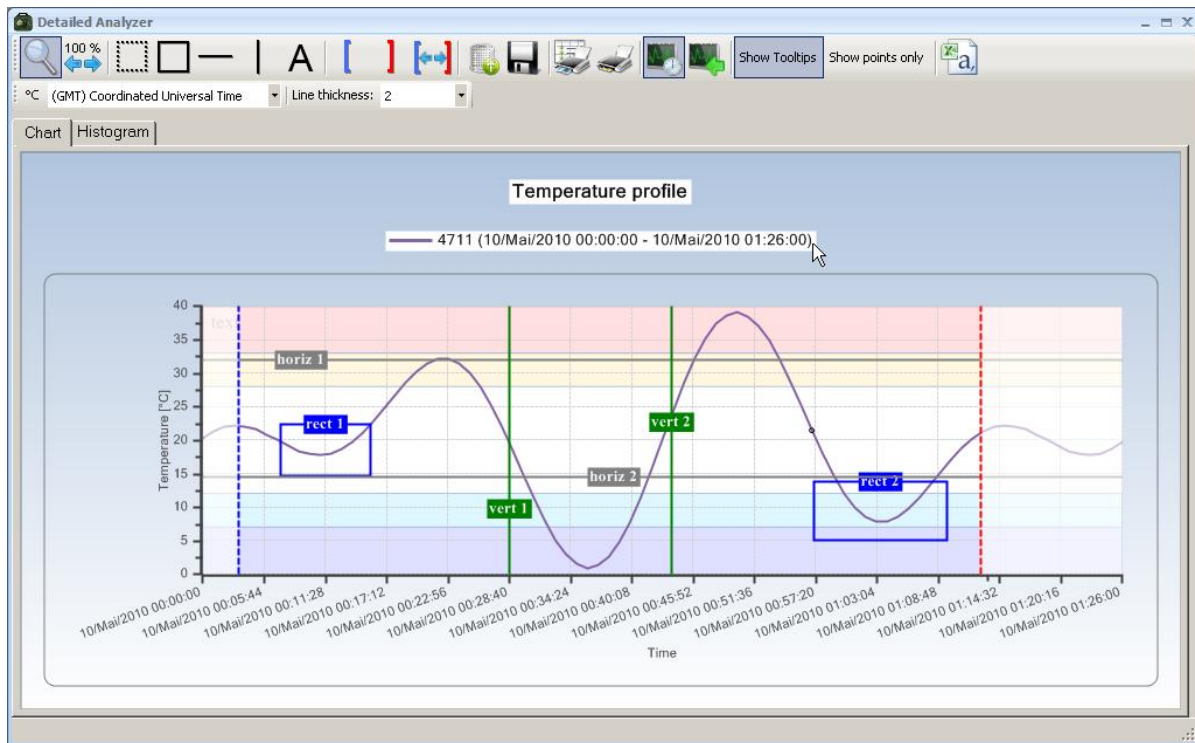 Detailed Analyzer
100 %
A
Show Tooltips
Show points only
a,
°C
(GMT) Coordinated Universal Time
Line thickness: 2
Chart
Histogram
Temperature profile
4711 (10/Mai/2010 00:00:00 - 10/Mai/2010 01:26:00)
40
35
30
25
20
15
10
5
0
Temperature [°C]
text
horiz 1
rect 1
vert 2
horiz 2
rect 2
vert 1
10/Mai/2010 00:00:00
10/Mai/2010 00:05:44
10/Mai/2010 00:11:28
10/Mai/2010 00:17:12
10/Mai/2010 00:22:56
10/Mai/2010 00:28:40
10/Mai/2010 00:34:24
10/Mai/2010 00:40:08
10/Mai/2010 00:45:52
10/Mai/2010 00:51:36
10/Mai/2010 00:57:20
10/Mai/2010 01:03:04
10/Mai/2010 01:08:48
10/Mai/2010 01:14:32
10/Mai/2010 01:20:16
10/Mai/2010 01:26:00
Time